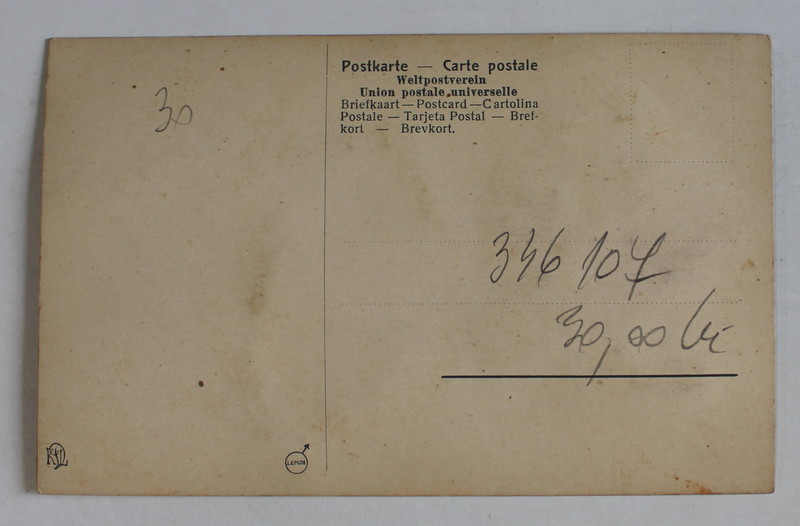 30
Postkarte — Carte postale
Weltpostverein
Union postale universelle
Briefkaart — Postcard — Cartolina
Postale — Tarjeta Postal — Bref-
kort — Brevkort.
346 107
30,00 lei